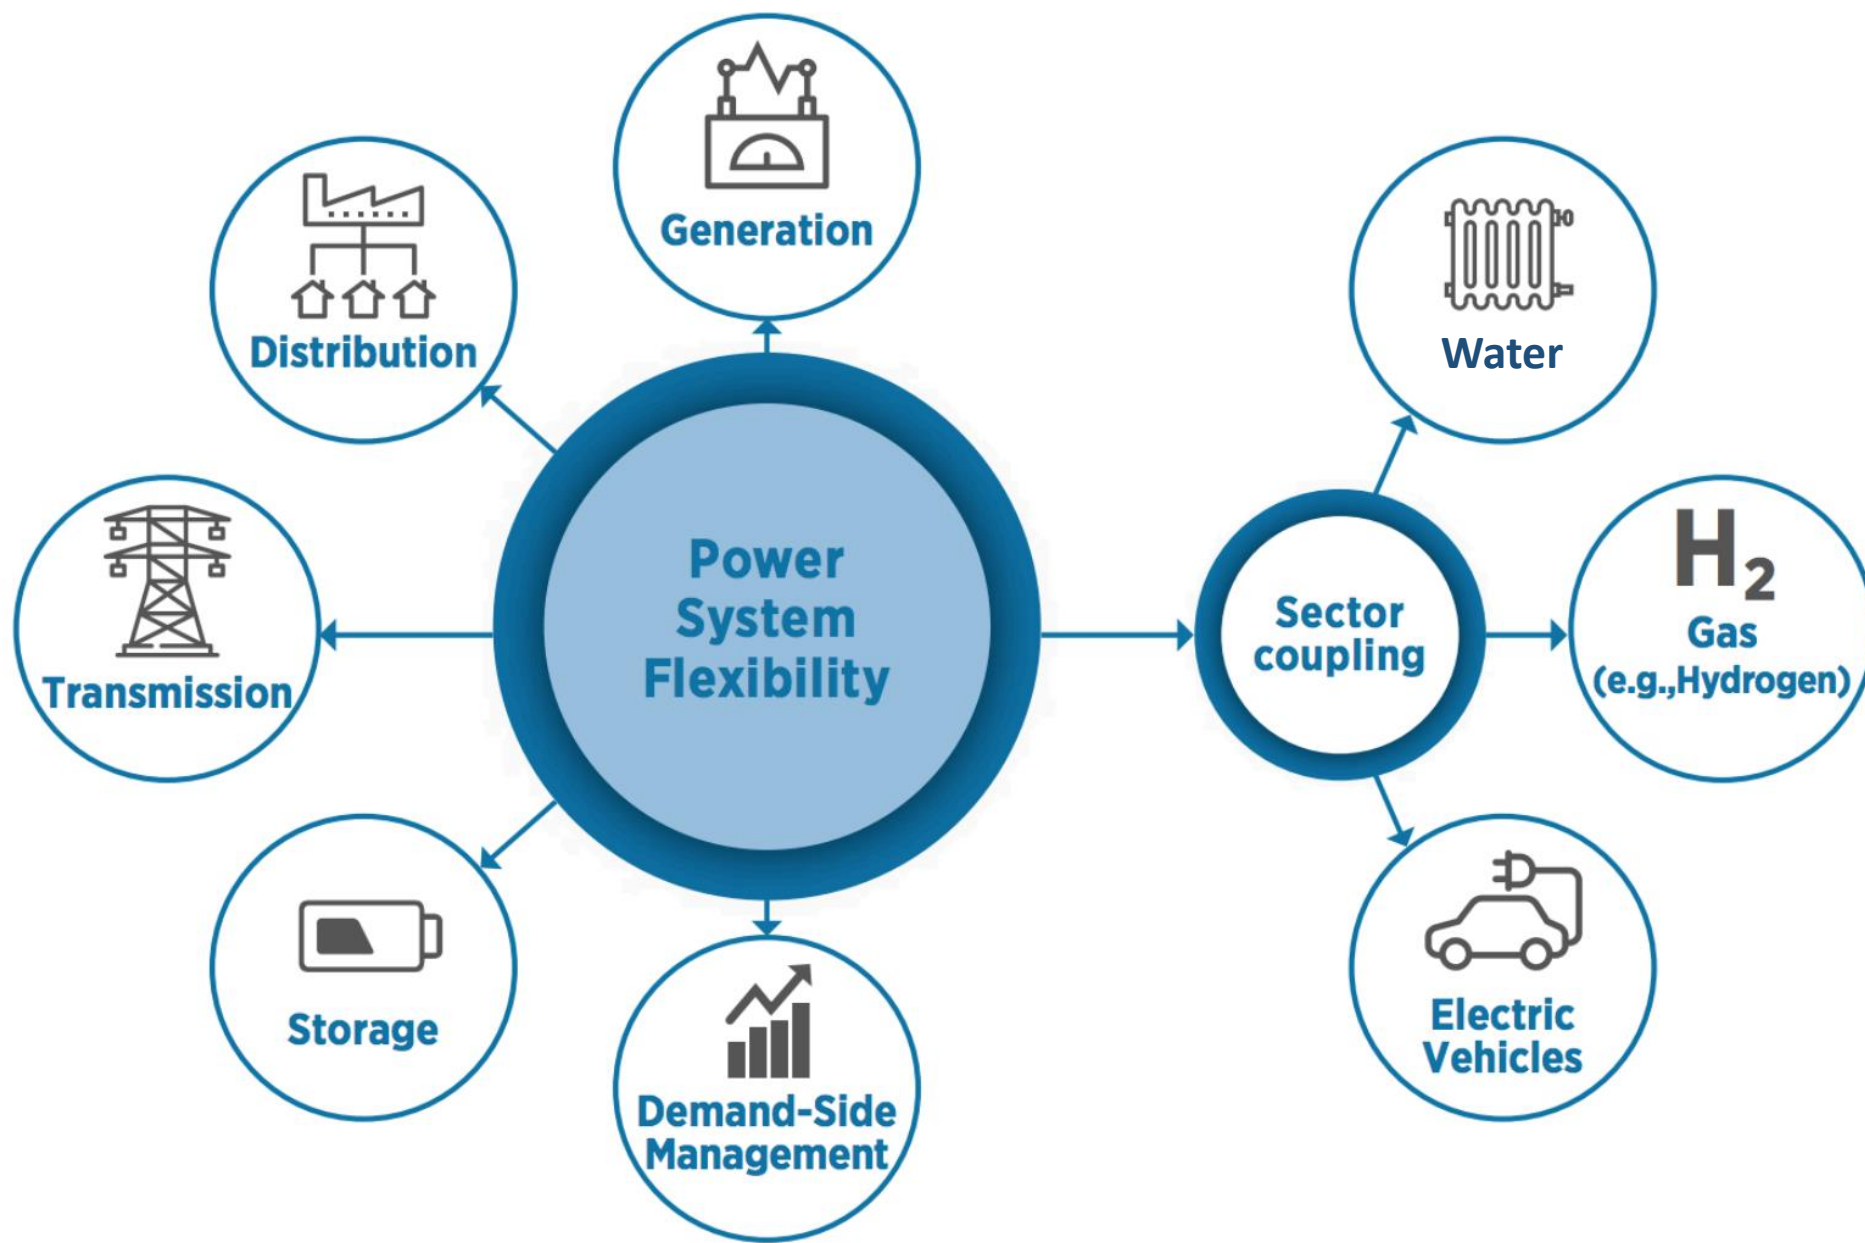 Generation
Distribution
Transmission
Storage
Demand-Side
Management
Power
System
Flexibility
Sector
coupling
Water
H₂
Gas
(e.g.,Hydrogen)
Electric
Vehicles